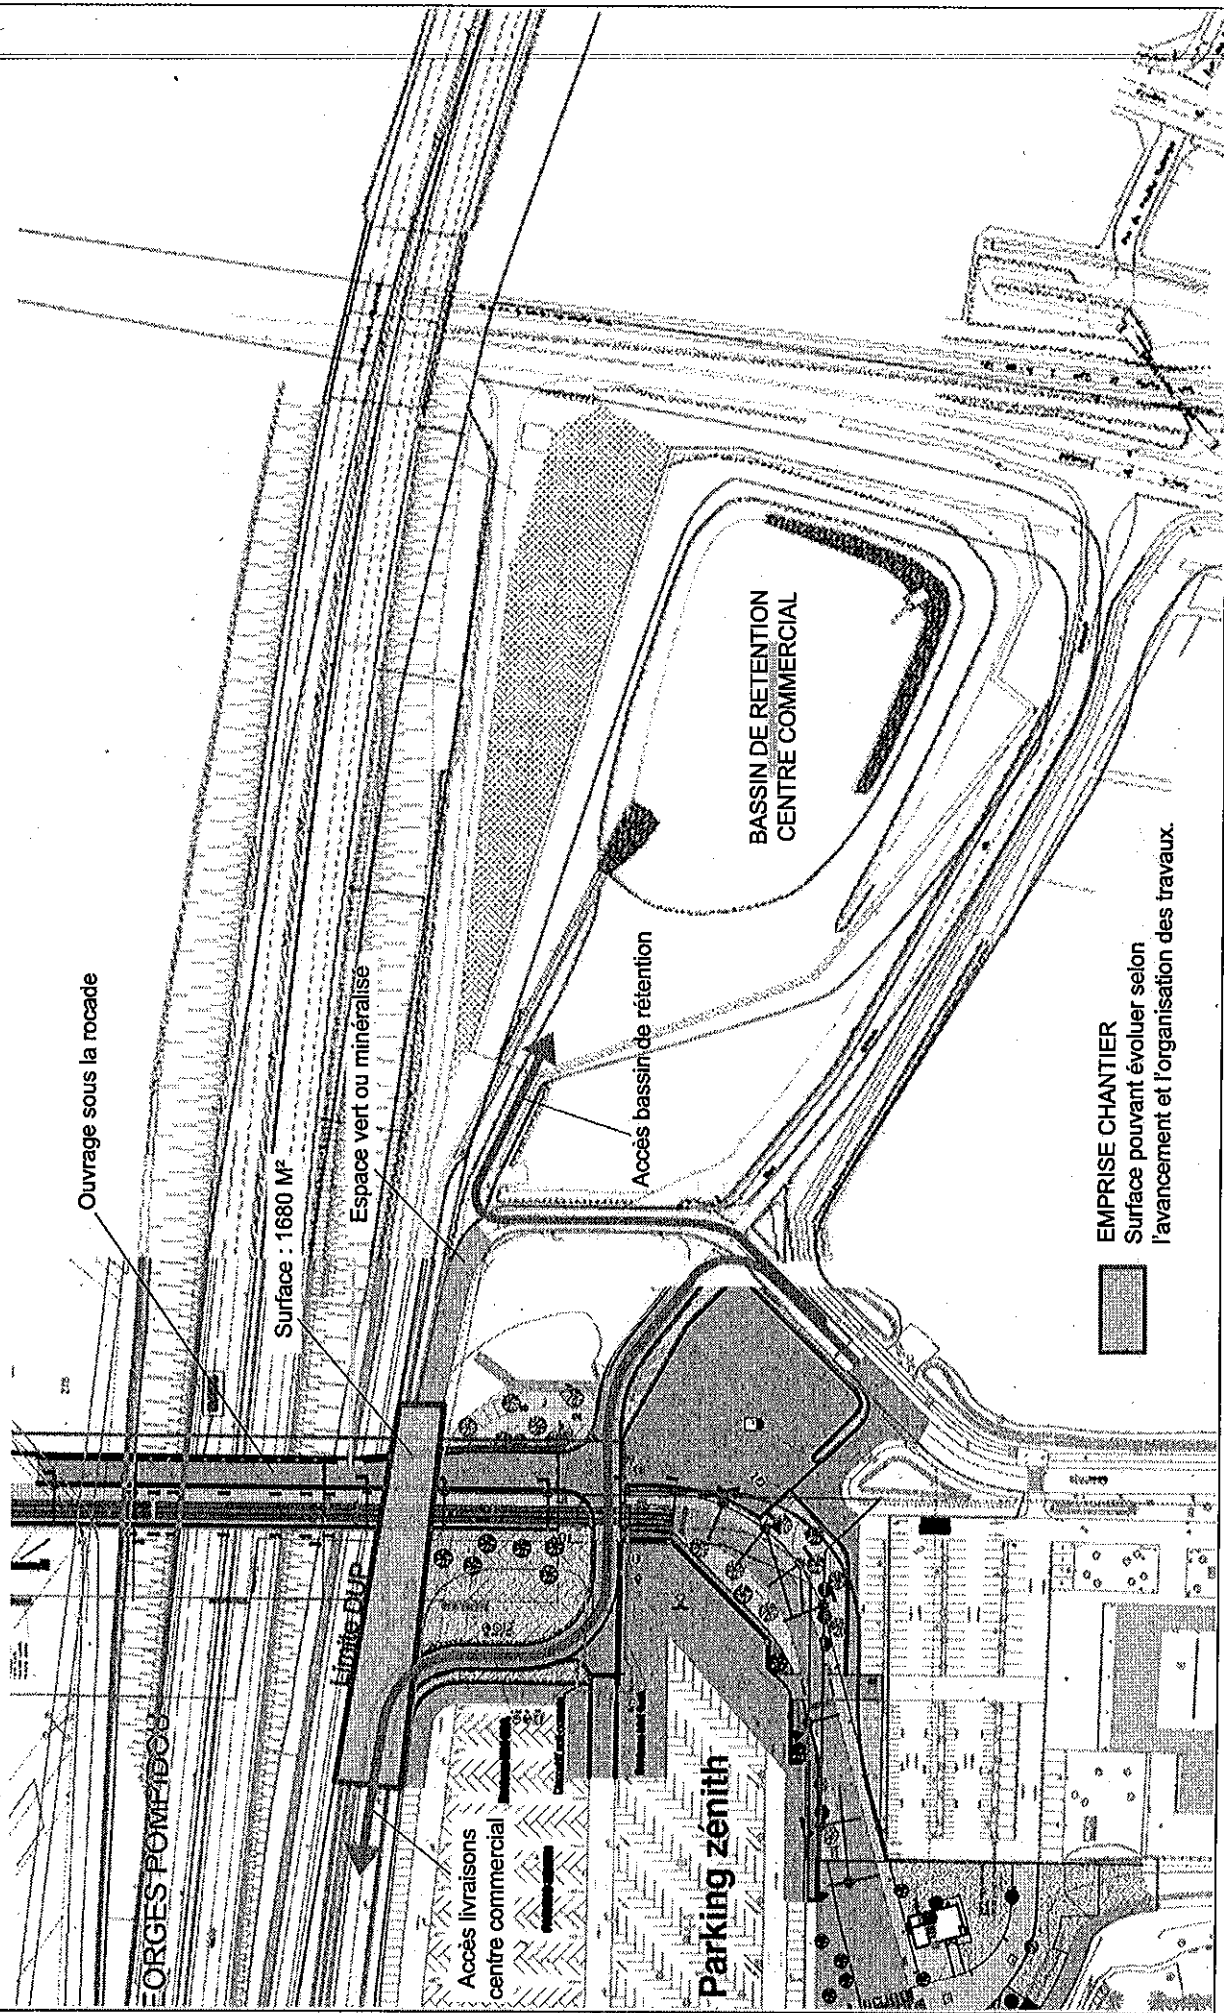 Ouvrage sous la rocade
Surface : 1680 M²
Espace vert ou minéralisé
Limite DUP
ORGES POMPIDOU
Accès livraisons
centre commercial
Parking zénith
Accès bassin de rétention
BASSIN DE RETENTION
CENTRE COMMERCIAL
EMPRISE CHANTIER
Surface pouvant évoluer selon
l'avancement et l'organisation des travaux.